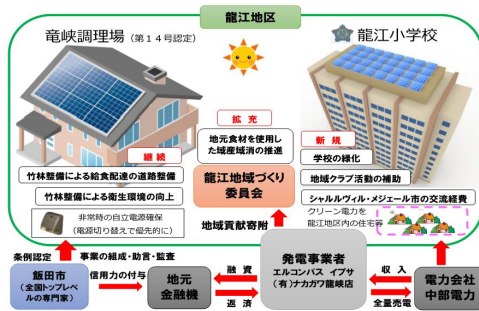 龍江地区
竜峡調理場（第１４号認定）
龍江小学校
拡充
地元食材を使用し
た域産域消の推進
新規
学校の緑化
地域クラブ活動の補助
シャルルヴィル・メジェール市の交流経費
クリーン電力を
龍江地区内の住宅等
継続
竹林整備による給食配達の道路整備
竹林整備による衛生環境の向上
非常時の自立電源確保
（電源切り替えで優先的に）
龍江地域づくり
委員会
地域貢献寄附
条例認定
事業の組成・助言・監査
飯田市
（全国トップレベ
ルの専門家）
信用力の付与
地元
金融機
融資
返済
発電事業者
エルコンパス イプサ
（有）ナカガワ龍峡店
収入
全量売電
電力会社
中部電力